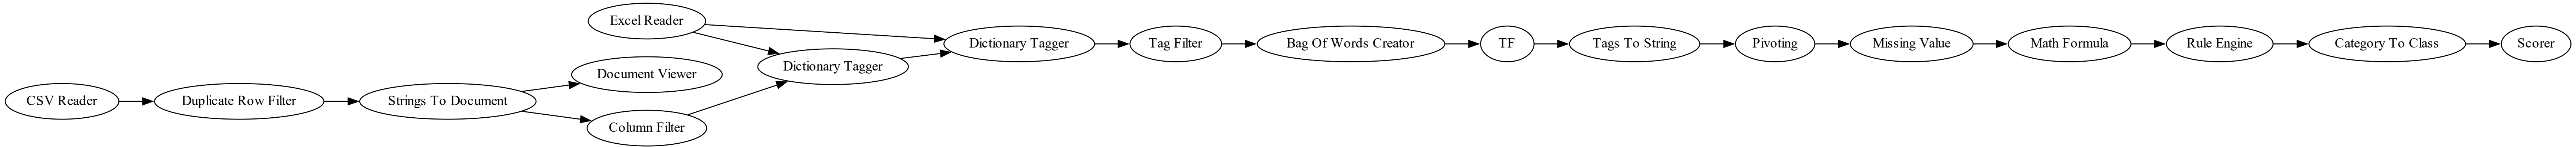 CSV Reader
Duplicate Row Filter
Strings To Document
Document Viewer
Column Filter
Excel Reader
Dictionary Tagger
Dictionary Tagger
Tag Filter
Bag Of Words Creator
TF
Tags To String
Pivoting
Missing Value
Math Formula
Rule Engine
Category To Class
Scorer